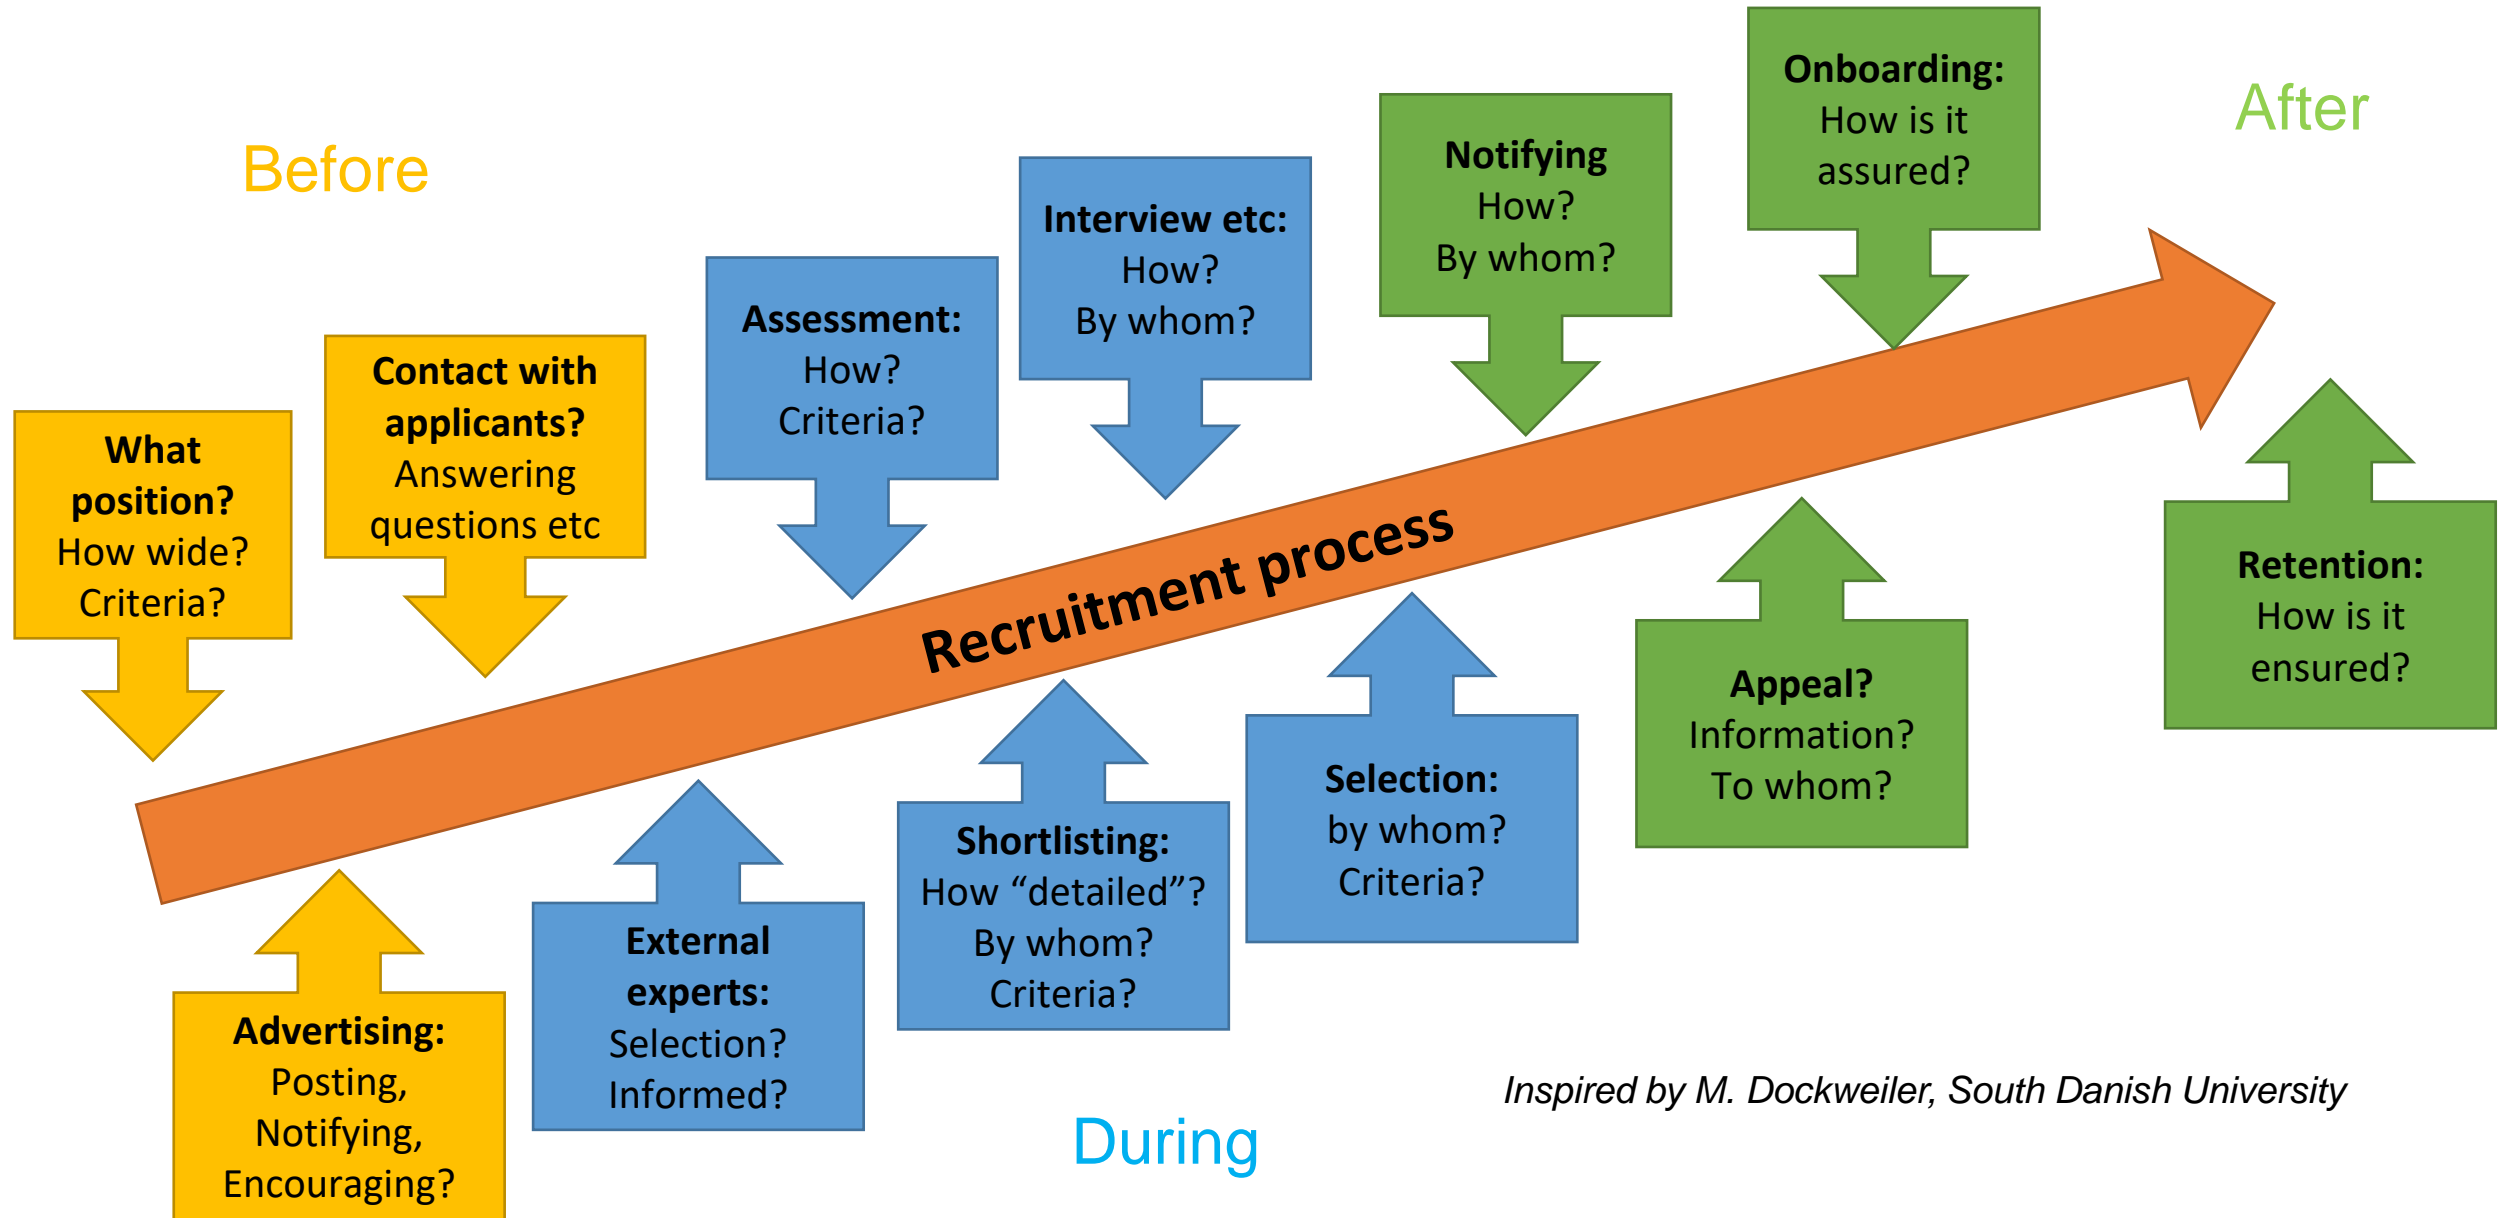 Before
After
During
What
position?
How wide?
Criteria?
Advertising:
Posting,
Notifying,
Encouraging?
Contact with
applicants?
Answering
questions etc
External
experts:
Selection?
Informed?
Assessment:
How?
Criteria?
Shortlisting:
How “detailed”?
By whom?
Criteria?
Interview etc:
How?
By whom?
Selection:
by whom?
Criteria?
Notifying
How?
By whom?
Appeal?
Information?
To whom?
Onboarding:
How is it
assured?
Retention:
How is it
ensured?
Recruitment process
Inspired by M. Dockweiler, South Danish University